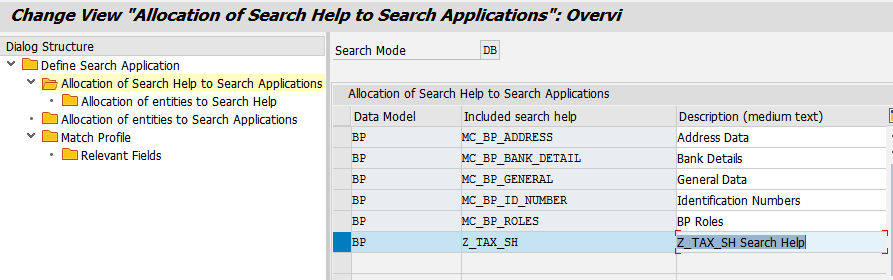 Change View "Allocation of Search Help to Search Applications": Overvi
Dialog Structure
Define Search Application
Allocation of Search Help to Search Applications
Allocation of entities to Search Help
Allocation of entities to Search Applications
Match Profile
Relevant Fields
Search Mode DB
Allocation of Search Help to Search Applications
Data Model Included search help Description (medium text)
BP MC_BP_ADDRESS Address Data
BP MC_BP_BANK_DETAIL Bank Details
BP MC_BP_GENERAL General Data
BP MC_BP_ID_NUMBER Identification Numbers
BP MC_BP_ROLES BP Roles
BP Z_TAX_SH Z_TAX_SH Search Help